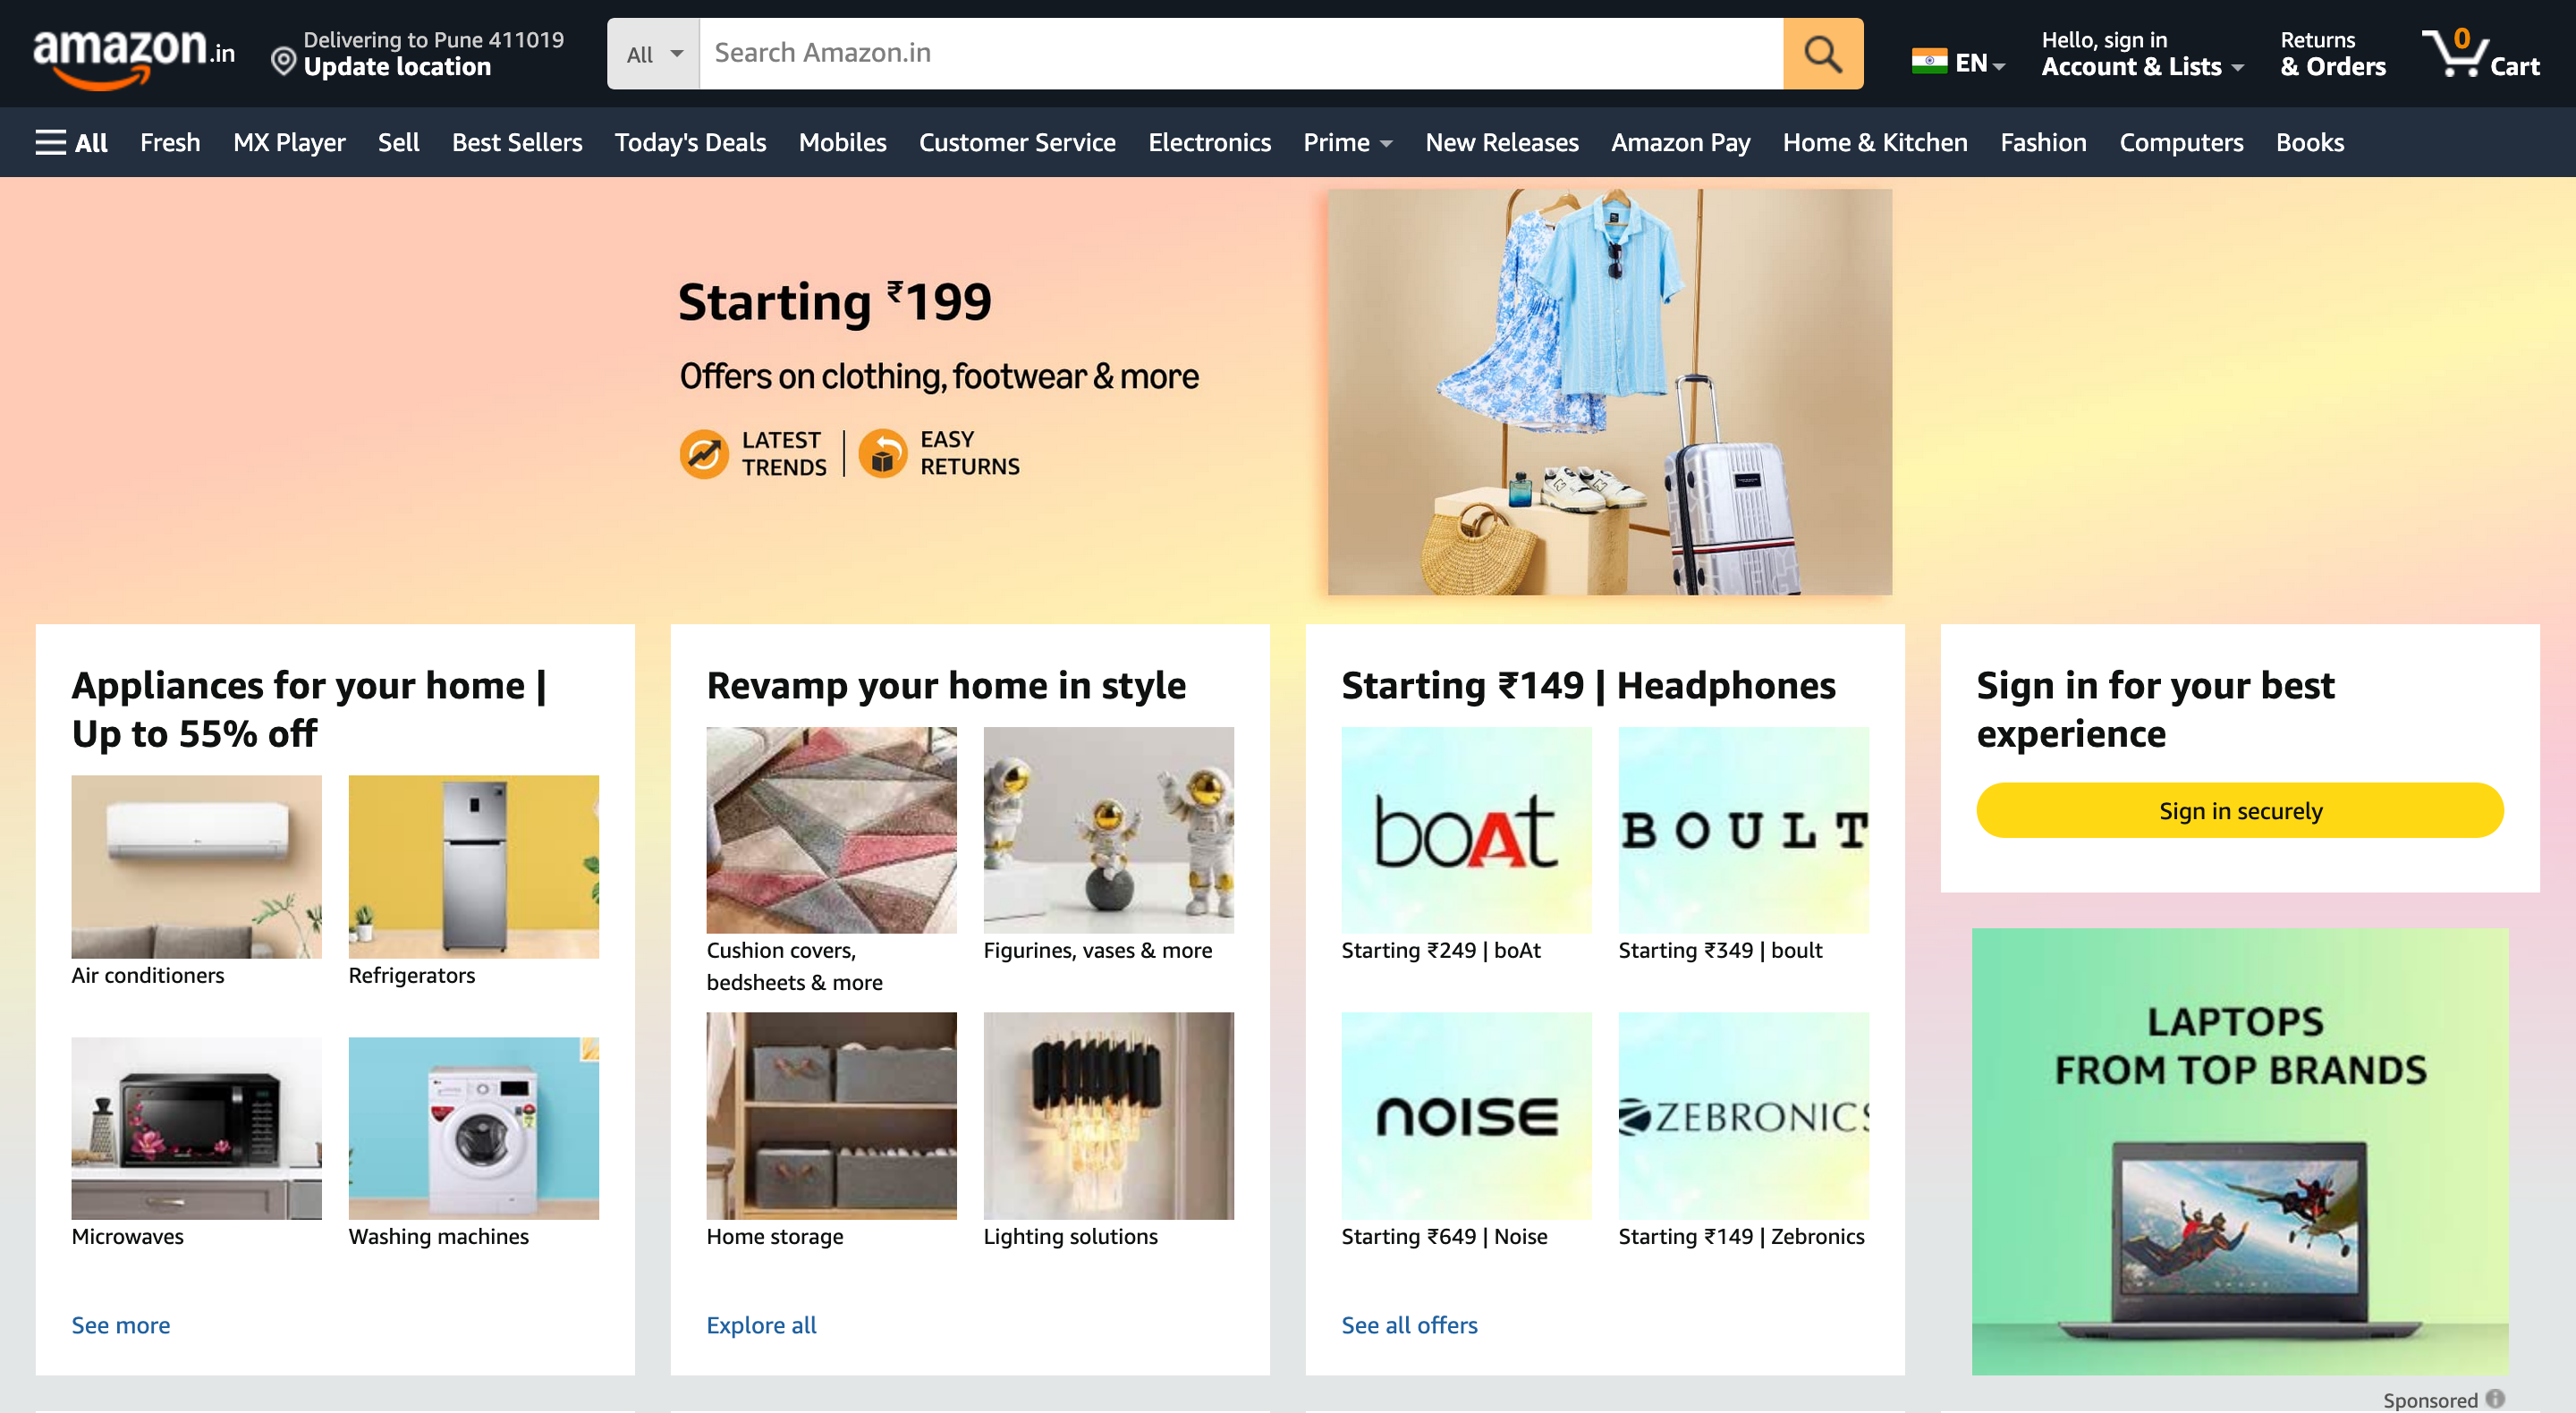 amazon.in
Delivering to Pune 411019
Update location
All
Search Amazon.in
EN
Hello, sign in
Account & Lists
Returns
& Orders
0
Cart
All
Fresh
MX Player
Sell
Best Sellers
Today's Deals
Mobiles
Customer Service
Electronics
Prime
New Releases
Amazon Pay
Home & Kitchen
Fashion
Computers
Books
Starting ₹199
Offers on clothing, footwear & more
LATEST
TRENDS
EASY
RETURNS
Appliances for your home |
Up to 55% off
Air conditioners
Refrigerators
Microwaves
Washing machines
See more
Revamp your home in style
Cushion covers,
bedsheets & more
Figurines, vases & more
Home storage
Lighting solutions
Explore all
Starting ₹149 | Headphones
boAt
BOULT
Starting ₹249 | boAt
Starting ₹349 | boult
noise
ZEBRONICS
Starting ₹649 | Noise
Starting ₹149 | Zebronics
See all offers
Sign in for your best
experience
Sign in securely
LAPTOPS
FROM TOP BRANDS
Sponsored